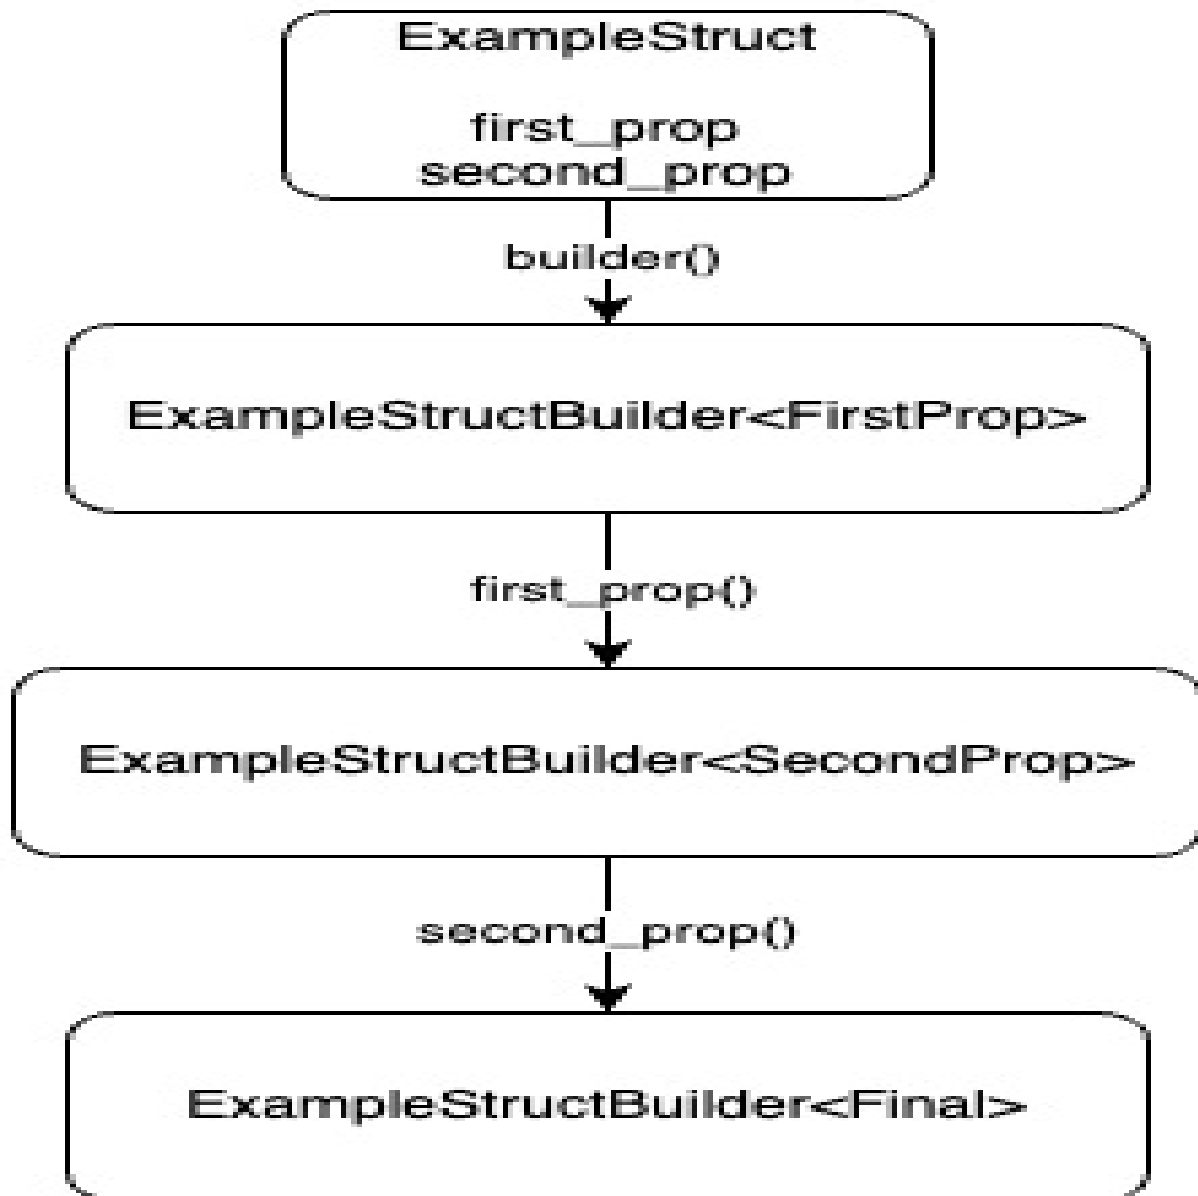 ExampleStruct
first_prop
second_prop
builder()
ExampleStructBuilder<FirstProp>
first_prop()
ExampleStructBuilder<SecondProp>
second_prop()
ExampleStructBuilder<Final>